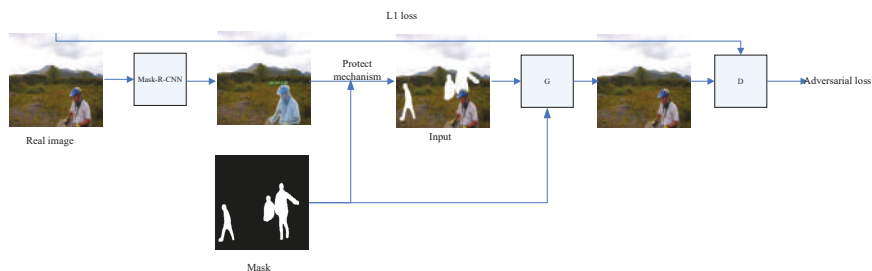 L1 loss
Mask-R-CNN
Protect
mechanism
G
D
Adversarial loss
Real image
Input
Mask